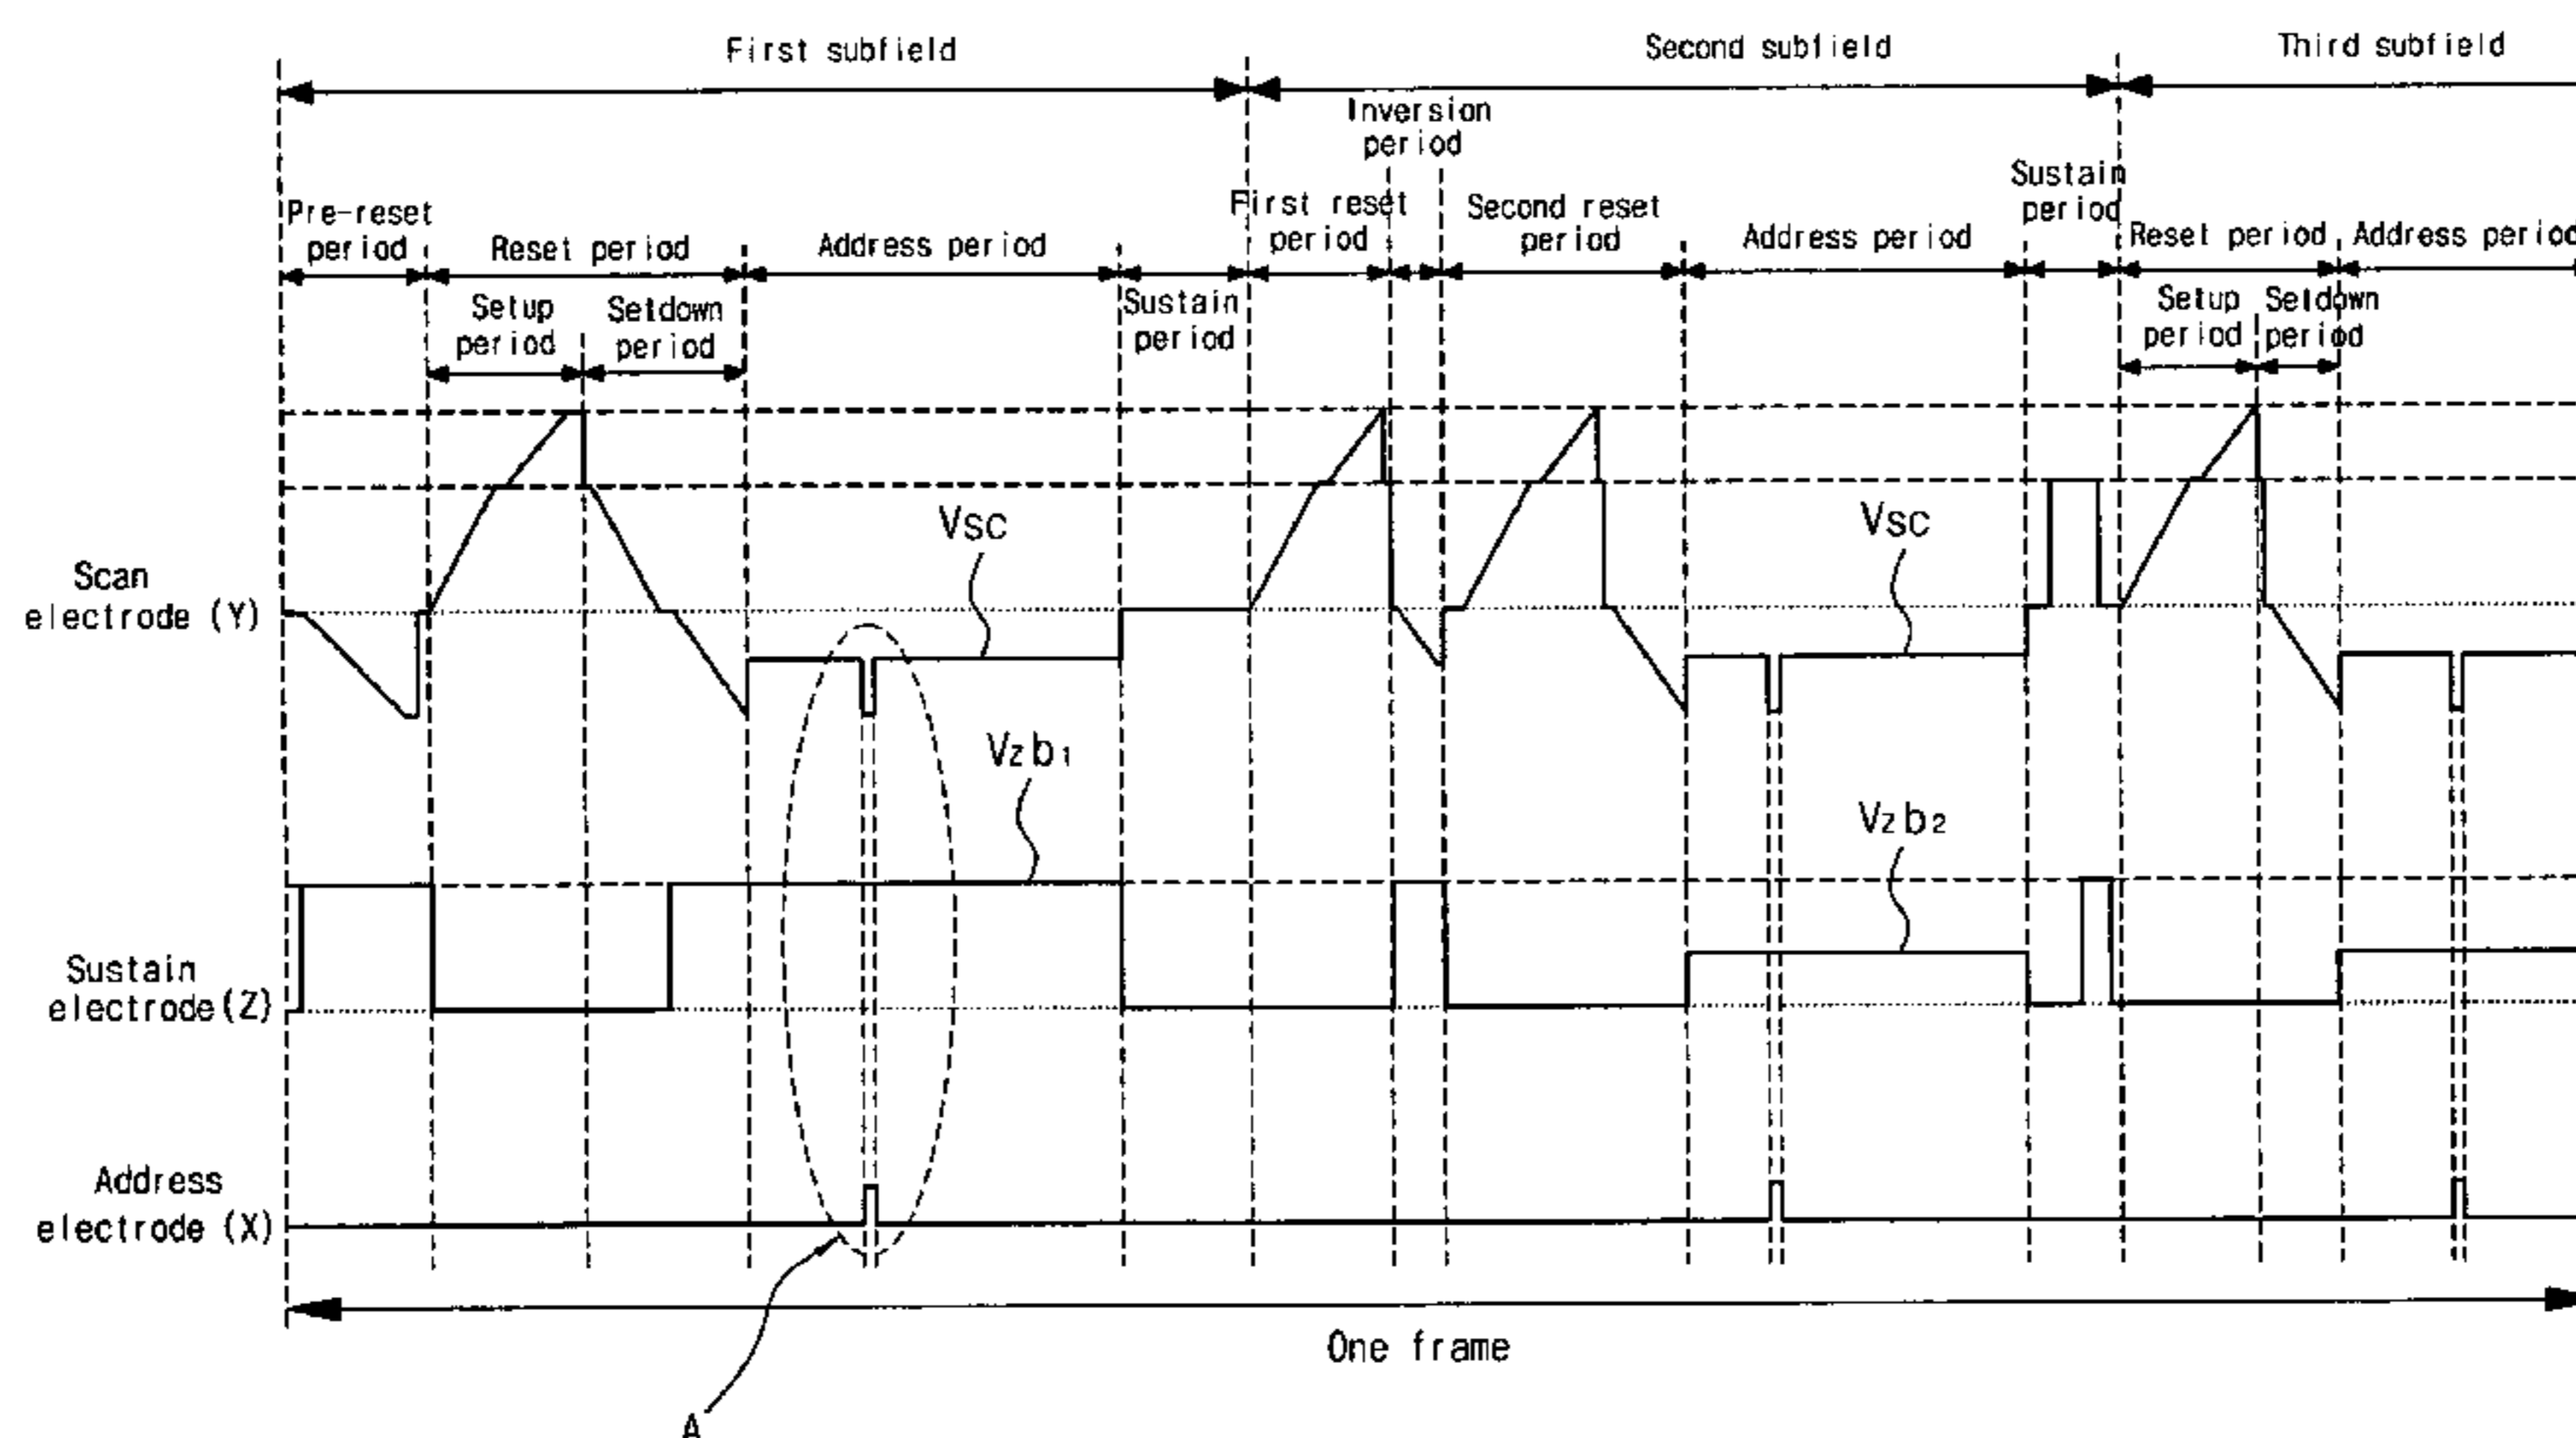 First subfield
Second subfield
Third subfield
Inversion
period
Sustain
period
Pre-reset
period
Reset period
Address period
First reset
period
Second reset
period
Address period
Reset period
Address period
Setup
period
Setdown
period
Sustain
period
Setup
period
Setdown
period
Vsc
Vsc
Scan
electrode (Y)
Vzb1
Vzb2
Sustain
electrode(Z)
Address
electrode (X)
One frame
A